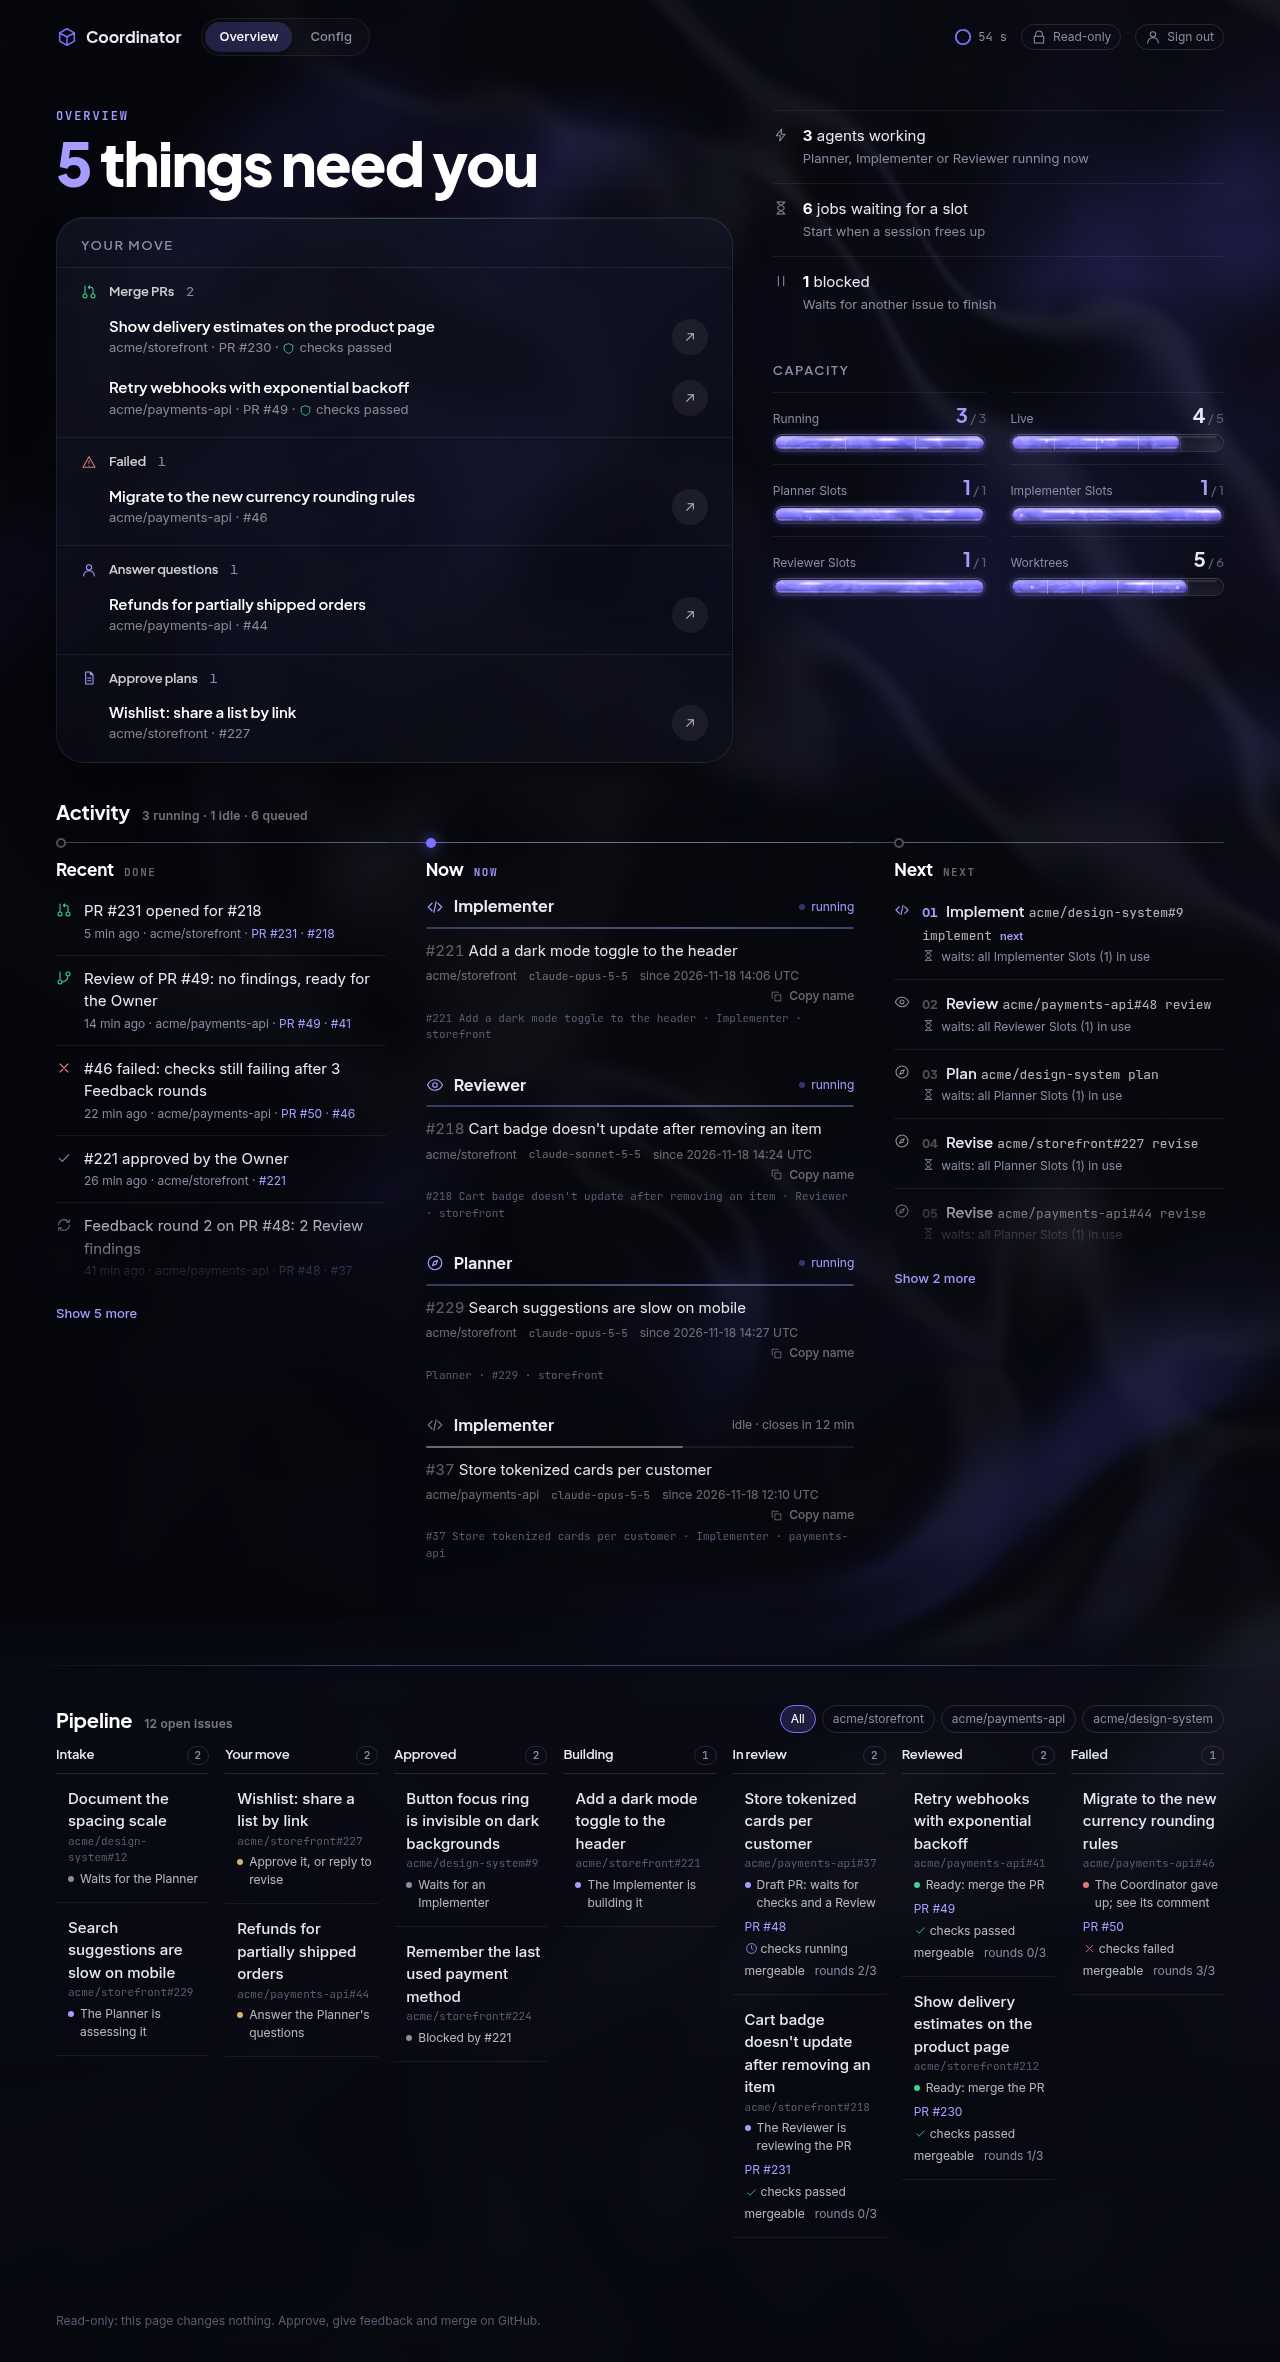 Coordinator
Overview
Config
54 s
Read-only
Sign out
OVERVIEW
5 things need you
YOUR MOVE
Merge PRs 2
Show delivery estimates on the product page
acme/storefront · PR #230 · checks passed
Retry webhooks with exponential backoff
acme/payments-api · PR #49 · checks passed
Failed 1
Migrate to the new currency rounding rules
acme/payments-api · #46
Answer questions 1
Refunds for partially shipped orders
acme/payments-api · #44
Approve plans 1
Wishlist: share a list by link
acme/storefront · #227
3 agents working
Planner, Implementer or Reviewer running now
6 jobs waiting for a slot
Start when a session frees up
1 blocked
Waits for another issue to finish
CAPACITY
Running 3/3
Live 4/5
Planner Slots 1/1
Implementer Slots 1/1
Reviewer Slots 1/1
Worktrees 5/6
Activity 3 running · 1 idle · 6 queued
Recent DONE
PR #231 opened for #218
5 min ago · acme/storefront · PR #231 · #218
Review of PR #49: no findings, ready for
the Owner
14 min ago · acme/payments-api · PR #49 · #41
#46 failed: checks still failing after 3
Feedback rounds
22 min ago · acme/payments-api · PR #50 · #46
#221 approved by the Owner
26 min ago · acme/storefront · #221
Feedback round 2 on PR #48: 2 Review
findings
41 min ago · acme/payments-api · PR #48 · #37
Show 5 more
Now NOW
Implementer
running
#221 Add a dark mode toggle to the header
acme/storefront claude-opus-5-5 since 2026-11-18 14:06 UTC
Copy name
#221 Add a dark mode toggle to the header · Implementer ·
storefront
Reviewer
running
#218 Cart badge doesn't update after removing an item
acme/storefront claude-sonnet-5-5 since 2026-11-18 14:24 UTC
Copy name
#218 Cart badge doesn't update after removing an item · Reviewer
· storefront
Planner
running
#229 Search suggestions are slow on mobile
acme/storefront claude-opus-5-5 since 2026-11-18 14:27 UTC
Copy name
Planner · #229 · storefront
Implementer
idle · closes in 12 min
#37 Store tokenized cards per customer
acme/payments-api claude-opus-5-5 since 2026-11-18 12:10 UTC
Copy name
#37 Store tokenized cards per customer · Implementer · payments-
api
Next NEXT
01 Implement acme/design-system#9
implement next
waits: all Implementer Slots (1) in use
02 Review acme/payments-api#48 review
waits: all Reviewer Slots (1) in use
03 Plan acme/design-system plan
waits: all Planner Slots (1) in use
04 Revise acme/storefront#227 revise
waits: all Planner Slots (1) in use
05 Revise acme/payments-api#44 revise
waits: all Planner Slots (1) in use
Show 2 more
Pipeline 12 open issues
All
acme/storefront
acme/payments-api
acme/design-system
Intake 2
Document the
spacing scale
acme/design-
system#12
Waits for the Planner
Search
suggestions are
slow on mobile
acme/storefront#229
The Planner is
assessing it
Your move 2
Wishlist: share a
list by link
acme/storefront#227
Approve it, or reply to
revise
Refunds for
partially shipped
orders
acme/payments-api#44
Answer the Planner's
questions
Approved 2
Button focus ring
is invisible on dark
backgrounds
acme/design-system#9
Waits for an
Implementer
Remember the last
used payment
method
acme/storefront#224
Blocked by #221
Building 1
Add a dark mode
toggle to the
header
acme/storefront#221
The Implementer is
building it
In review 2
Store tokenized
cards per
customer
acme/payments-api#37
Draft PR: waits for
checks and a Review
PR #48
checks running
mergeable rounds 2/3
Cart badge
doesn't update
after removing an
item
acme/storefront#218
The Reviewer is
reviewing the PR
PR #231
checks passed
mergeable rounds 0/3
Reviewed 2
Retry webhooks
with exponential
backoff
acme/payments-api#41
Ready: merge the PR
PR #49
checks passed
mergeable rounds 0/3
Show delivery
estimates on the
product page
acme/storefront#212
Ready: merge the PR
PR #230
checks passed
mergeable rounds 1/3
Failed 1
Migrate to the new
currency rounding
rules
acme/payments-api#46
The Coordinator gave
up; see its comment
PR #50
checks failed
mergeable rounds 3/3
Read-only: this page changes nothing. Approve, give feedback and merge on GitHub.